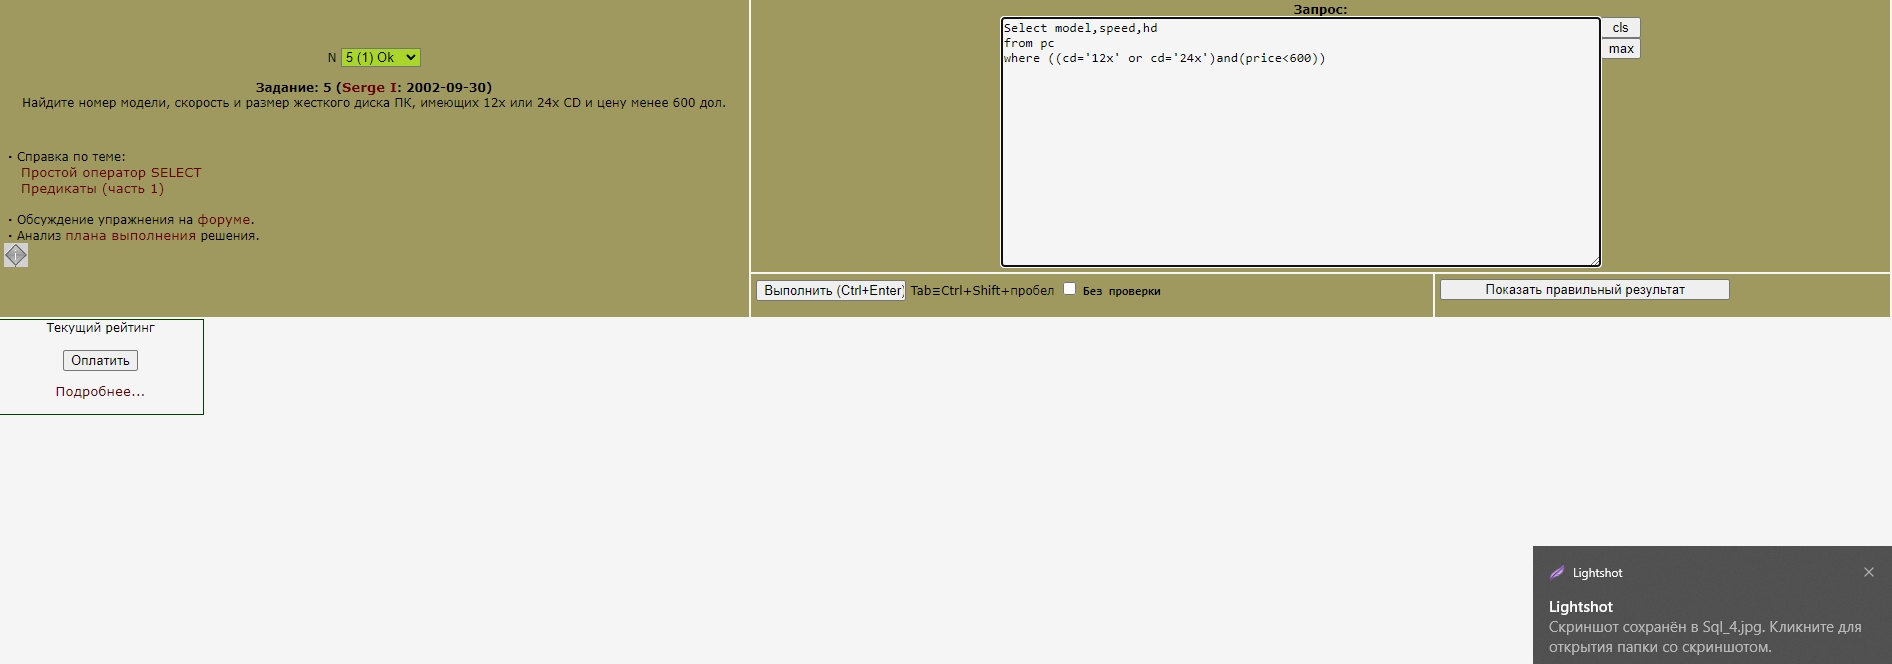 N 5 (1) Ok
Задание: 5 (Serge I: 2002-09-30)
Найдите номер модели, скорость и размер жесткого диска ПК, имеющих 12x или 24x CD и цену менее 600 дол.
· Справка по теме:
Простой оператор SELECT
Предикаты (часть 1)
· Обсуждение упражнения на форуме.
· Анализ плана выполнения решения.
i
Запрос:
Select model,speed,hd
from pc
where ((cd='12x' or cd='24x')and(price<600))
cls
max
Выполнить (Ctrl+Enter) Tab≡Ctrl+Shift+пробел Без проверки
Показать правильный результат
Текущий рейтинг
Оплатить
Подробнее...
Lightshot
Lightshot
Скриншот сохранён в Sql_4.jpg. Кликните для
открытия папки со скриншотом.